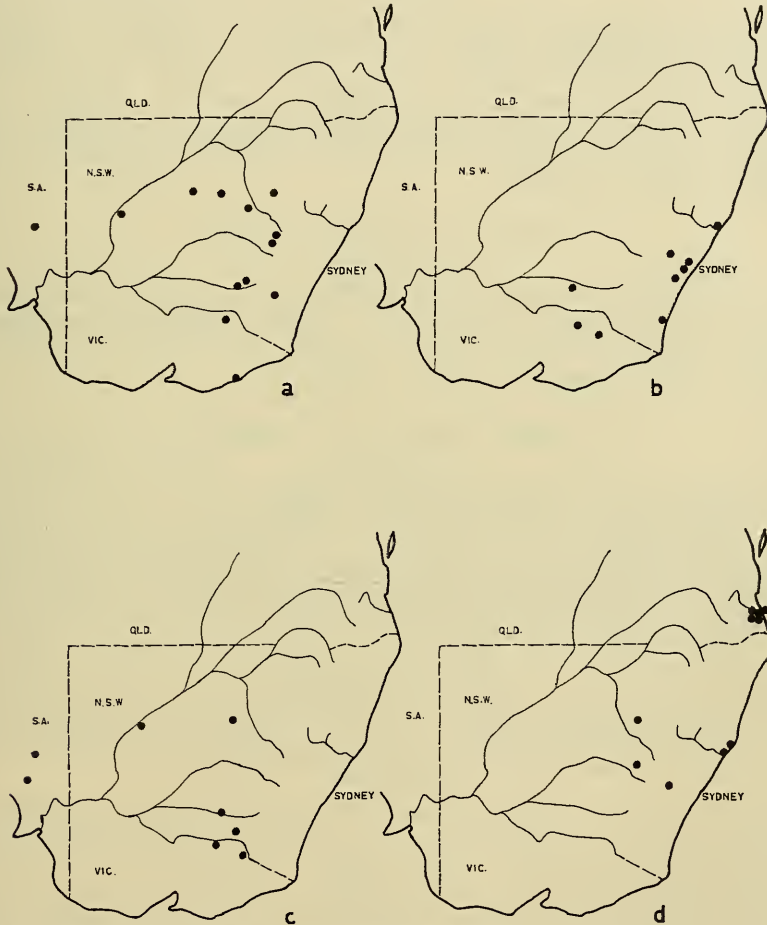 QLD.
N.S.W.
S.A.
SYDNEY
VIC.
a
QLD.
N.S.W.
S.A.
SYDNEY
VIC.
b
QLD.
N.S.W
S.A.
SYDNEY
VIC.
c
QLD.
N.S.W.
S.A.
SYDNEY
VIC.
d